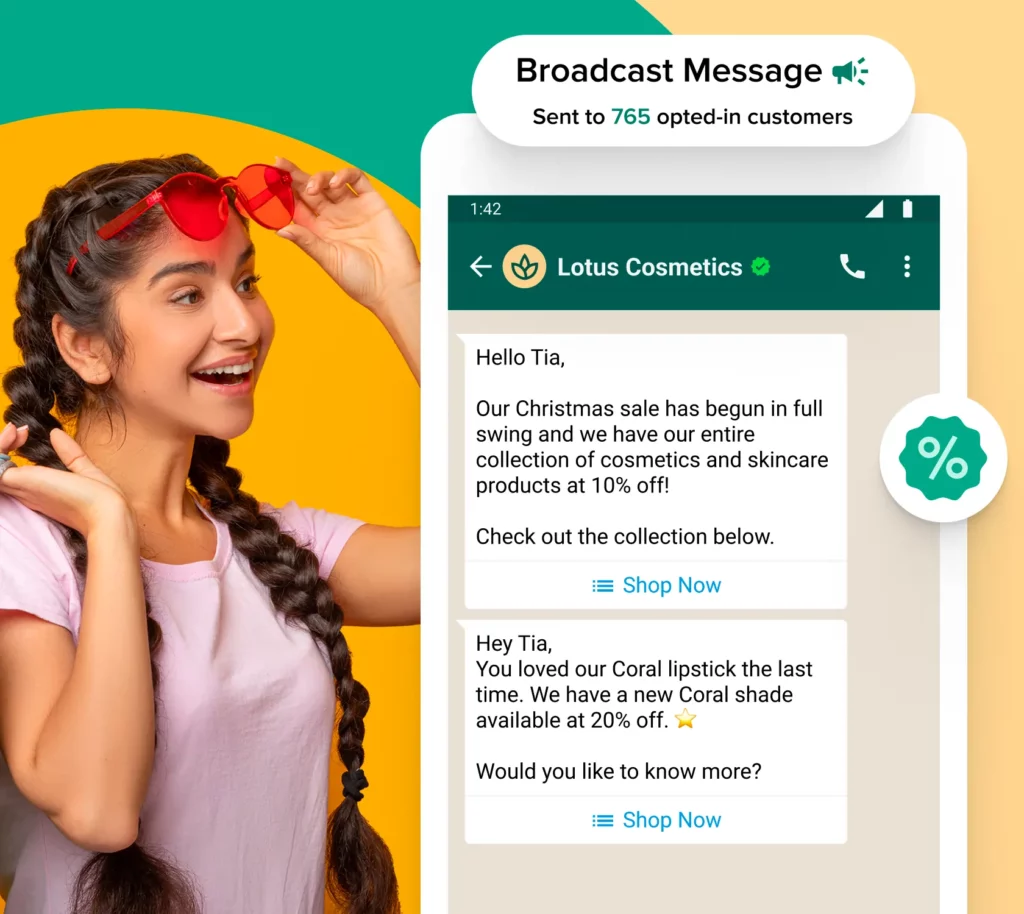 Broadcast Message
Sent to 765 opted-in customers
1:42
Lotus Cosmetics
Hello Tia,
Our Christmas sale has begun in full
swing and we have our entire
collection of cosmetics and skincare
products at 10% off!
Check out the collection below.
Shop Now
%
Hey Tia,
You loved our Coral lipstick the last
time. We have a new Coral shade
available at 20% off. ⭐
Would you like to know more?
Shop Now